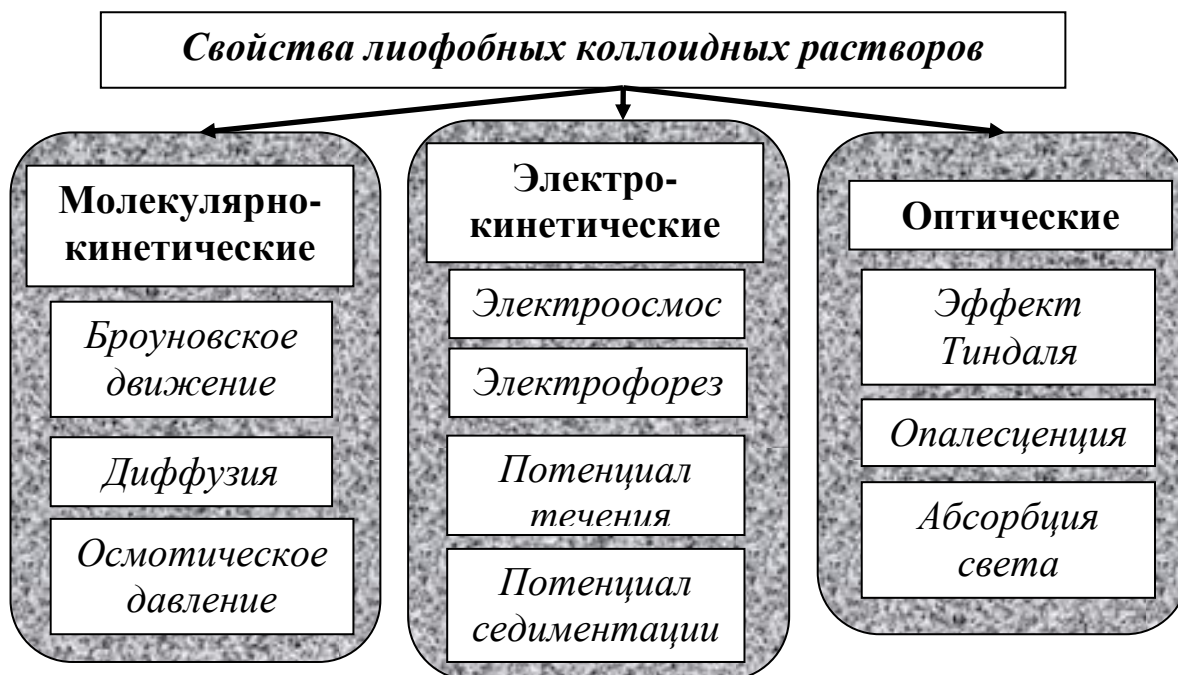 Свойства лиофобных коллоидных растворов
Молекулярно-
кинетические
Броуновское
движение
Диффузия
Осмотическое
давление
Электро-
кинетические
Электроосмос
Электрофорез
Потенциал
течения
Потенциал
седиментации
Оптические
Эффект
Тиндаля
Опалесценция
Абсорбция
света